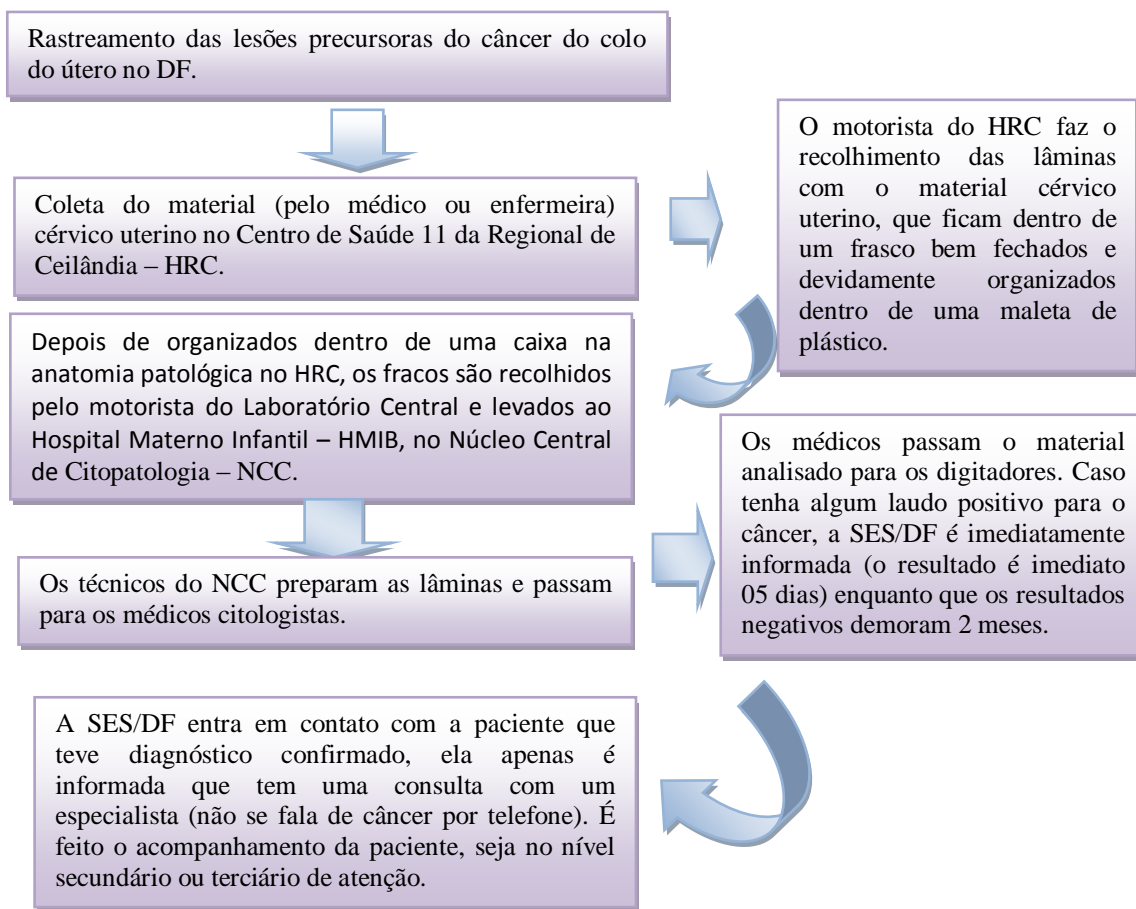 Rastreamento das lesões precursoras do câncer do colo
do útero no DF.
Coleta do material (pelo médico ou enfermeira)
cérvico uterino no Centro de Saúde 11 da Regional de
Ceilândia – HRC.
O motorista do HRC faz o
recolhimento das lâminas
com o material cérvico
uterino, que ficam dentro de
um frasco bem fechados e
devidamente organizados
dentro de uma maleta de
plástico.
Depois de organizados dentro de uma caixa na
anatomia patológica no HRC, os fracos são recolhidos
pelo motorista do Laboratório Central e levados ao
Hospital Materno Infantil – HMIB, no Núcleo Central
de Citopatologia – NCC.
Os técnicos do NCC preparam as lâminas e passam
para os médicos citologistas.
Os médicos passam o material
analisado para os digitadores. Caso
tenha algum laudo positivo para o
câncer, a SES/DF é imediatamente
informada (o resultado é imediato
05 dias) enquanto que os resultados
negativos demoram 2 meses.
A SES/DF entra em contato com a paciente que
teve diagnóstico confirmado, ela apenas é
informada que tem uma consulta com um
especialista (não se fala de câncer por telefone). É
feito o acompanhamento da paciente, seja no nível
secundário ou terciário de atenção.